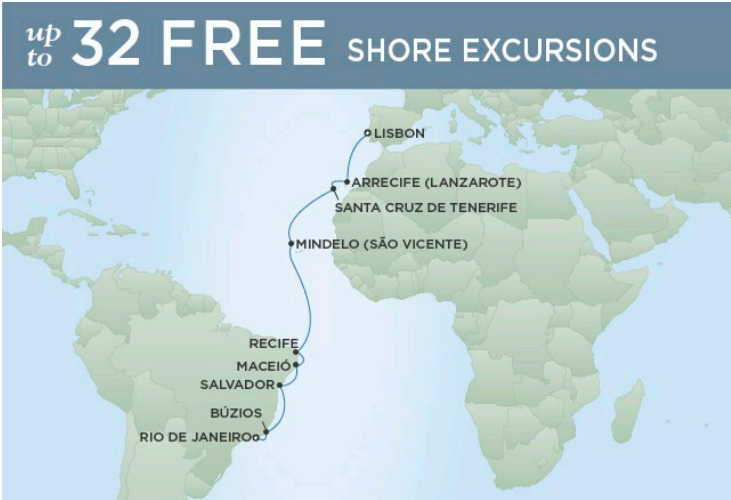 up to 32 FREE SHORE EXCURSIONS
LISBON
ARRECIFE (LANZAROTE)
SANTA CRUZ DE TENERIFE
MINDELO (SÃO VICENTE)
RECIFE
MACEIÓ
SALVADOR
BÚZIOS
RIO DE JANEIRO